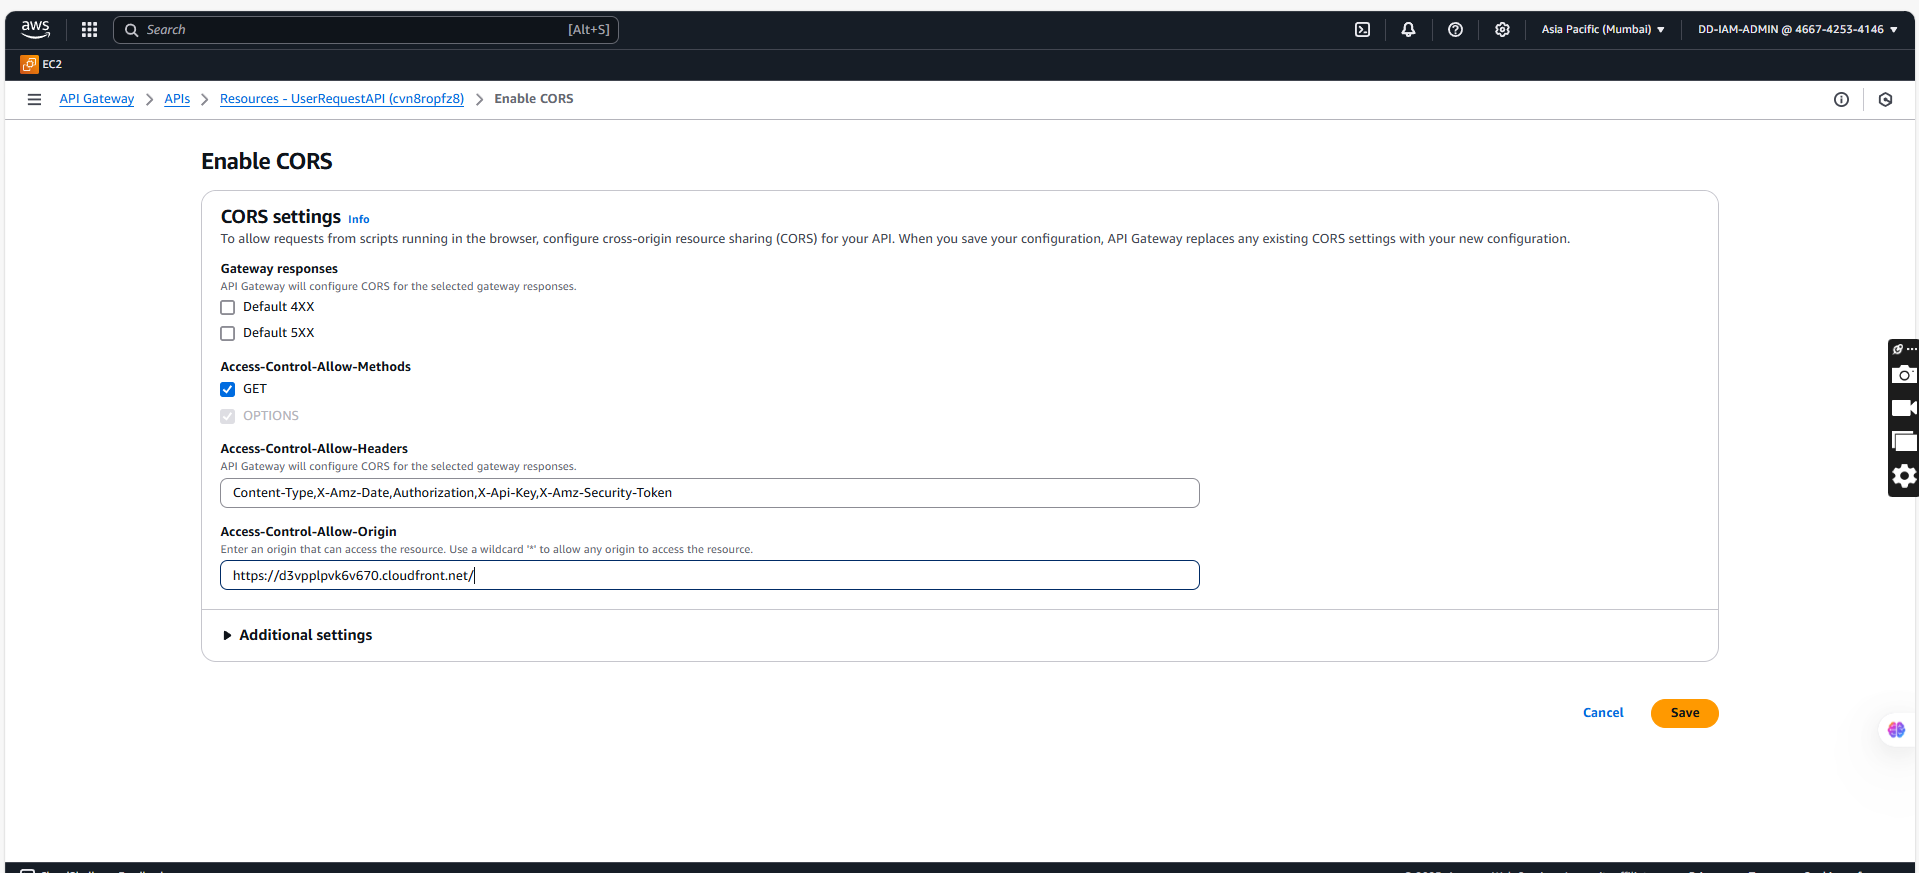 aws
Search [Alt+S]
Asia Pacific (Mumbai) ▼
DD-IAM-ADMIN @ 4667-4253-4146 ▼
EC2
API Gateway > APIs > Resources - UserRequestAPI (cvn8ropfz8) > Enable CORS
Enable CORS
CORS settings Info
To allow requests from scripts running in the browser, configure cross-origin resource sharing (CORS) for your API. When you save your configuration, API Gateway replaces any existing CORS settings with your new configuration.
Gateway responses
API Gateway will configure CORS for the selected gateway responses.
Default 4XX
Default 5XX
Access-Control-Allow-Methods
GET
OPTIONS
Access-Control-Allow-Headers
API Gateway will configure CORS for the selected gateway responses.
Content-Type,X-Amz-Date,Authorization,X-Api-Key,X-Amz-Security-Token
Access-Control-Allow-Origin
Enter an origin that can access the resource. Use a wildcard '*' to allow any origin to access the resource.
https://d3vpplpvk6v670.cloudfront.net/
Additional settings
Cancel
Save